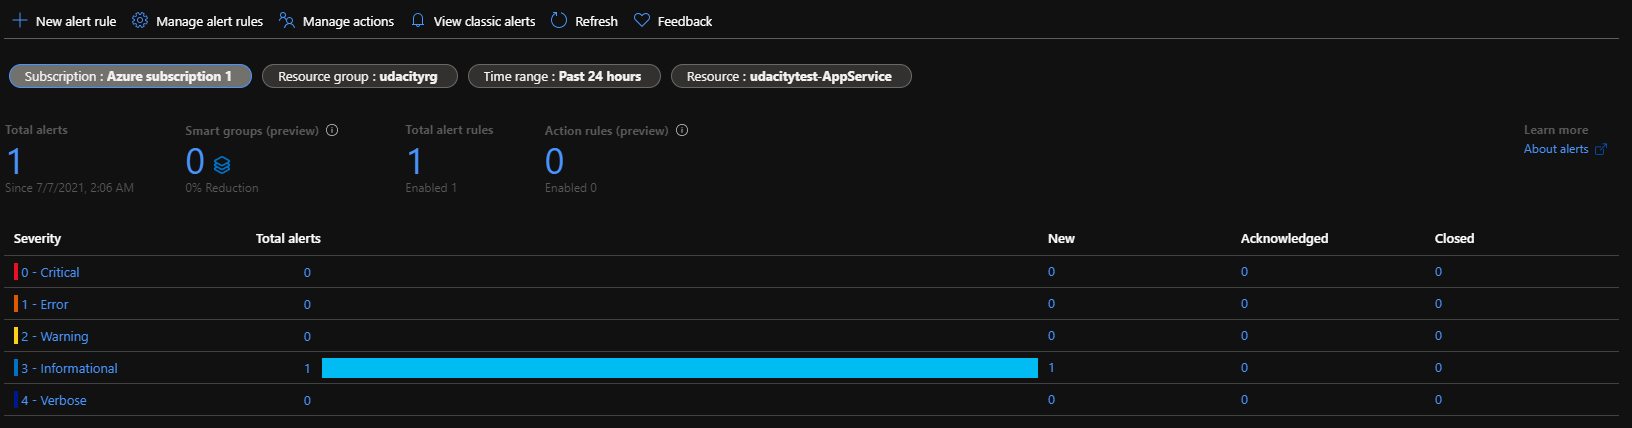 New alert rule Manage alert rules Manage actions View classic alerts Refresh Feedback
Subscription : Azure subscription 1 Resource group : udacityrg Time range : Past 24 hours Resource : udacitytest-AppService
Total alerts Smart groups (preview) Total alert rules Action rules (preview) Learn more
1 0 1 0 About alerts
Since 7/7/2021, 2:06 AM 0% Reduction Enabled 1 Enabled 0
Severity Total alerts New Acknowledged Closed
0 - Critical 0 0 0 0
1 - Error 0 0 0 0
2 - Warning 0 0 0 0
3 - Informational 1 1 0 0
4 - Verbose 0 0 0 0